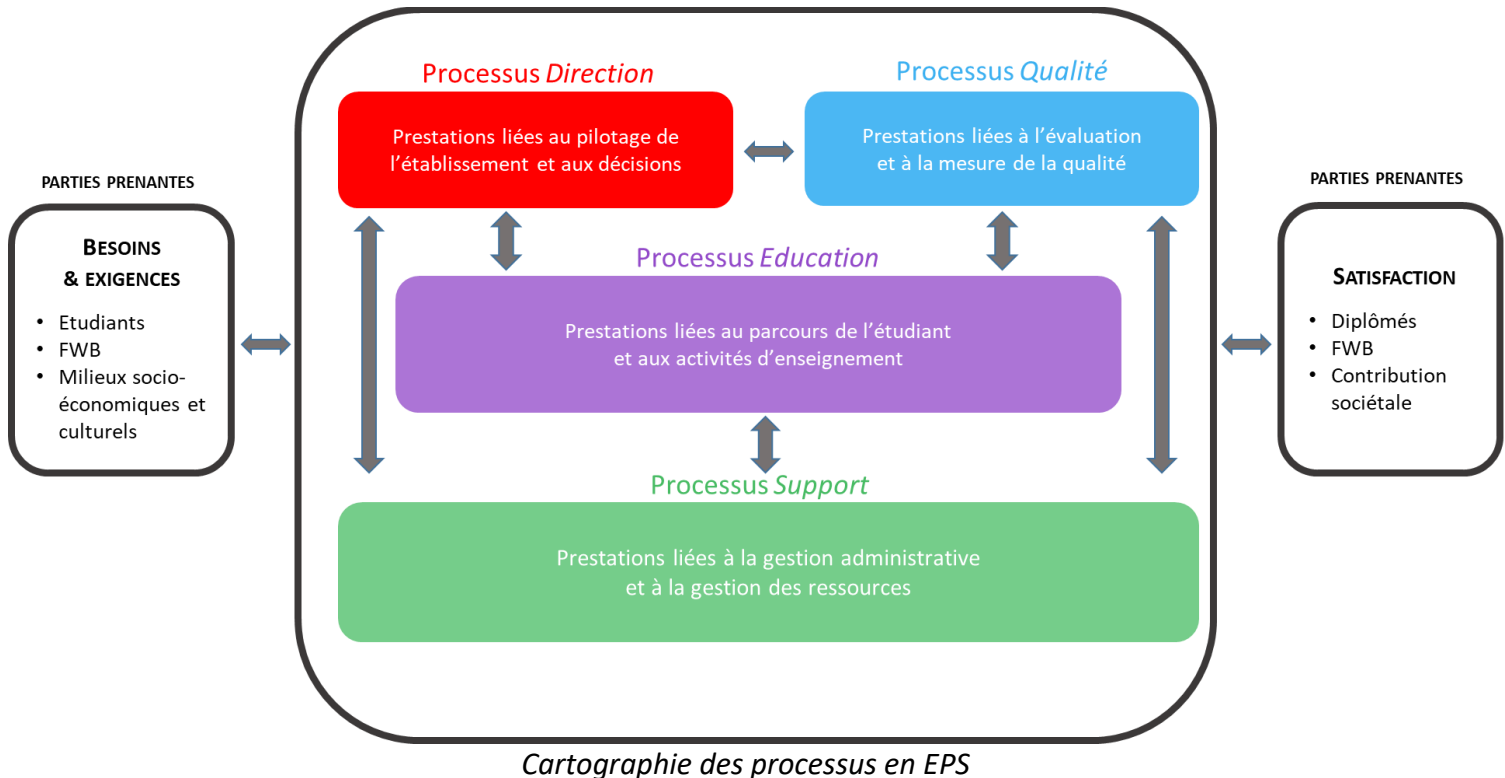 Processus Direction
Processus Qualité
Prestations liées au pilotage de
l'établissement et aux décisions
Prestations liées à l'évaluation
et à la mesure de la qualité
PARTIES PRENANTES
BESOINS
& EXIGENCES
• Etudiants
• FWB
• Milieux socio-
économiques et
culturels
Processus Education
Prestations liées au parcours de l'étudiant
et aux activités d'enseignement
PARTIES PRENANTES
SATISFACTION
• Diplômés
• FWB
• Contribution
sociétale
Processus Support
Prestations liées à la gestion administrative
et à la gestion des ressources
Cartographie des processus en EPS